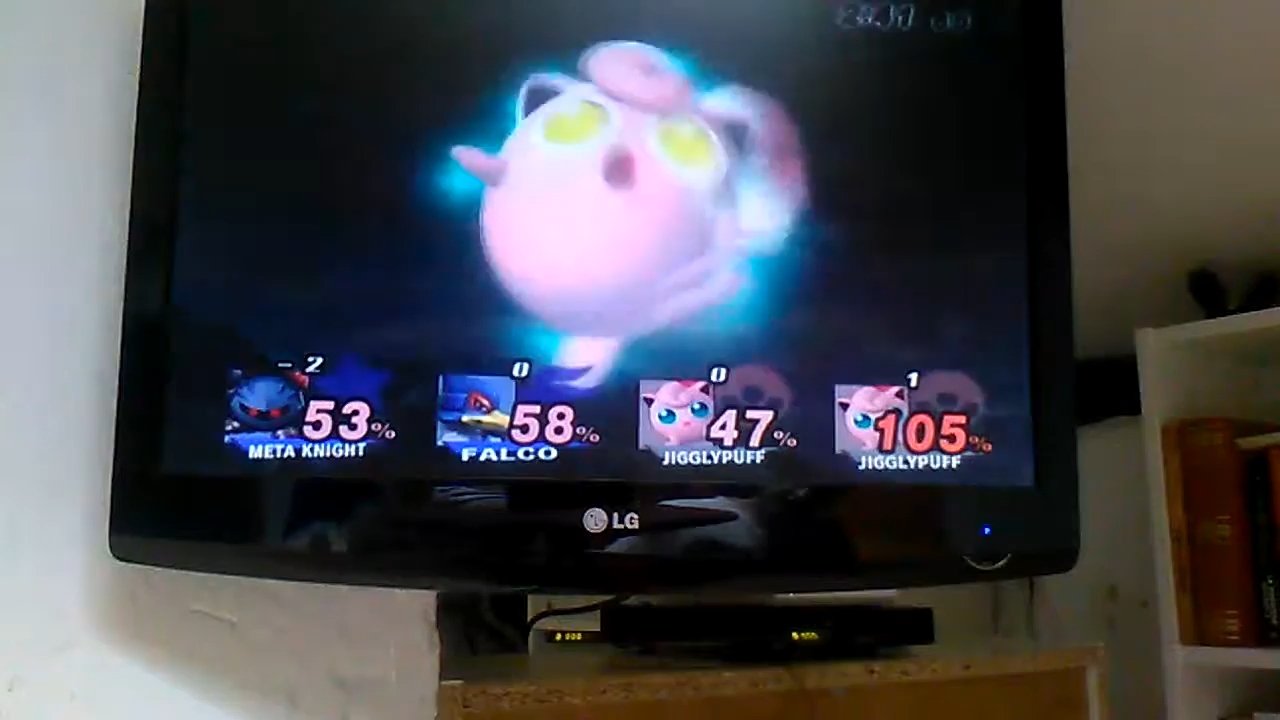 - 2
53%
META KNIGHT
0
58%
FALCO
0
47%
JIGGLYPUFF
1
105%
JIGGLYPUFF
LG